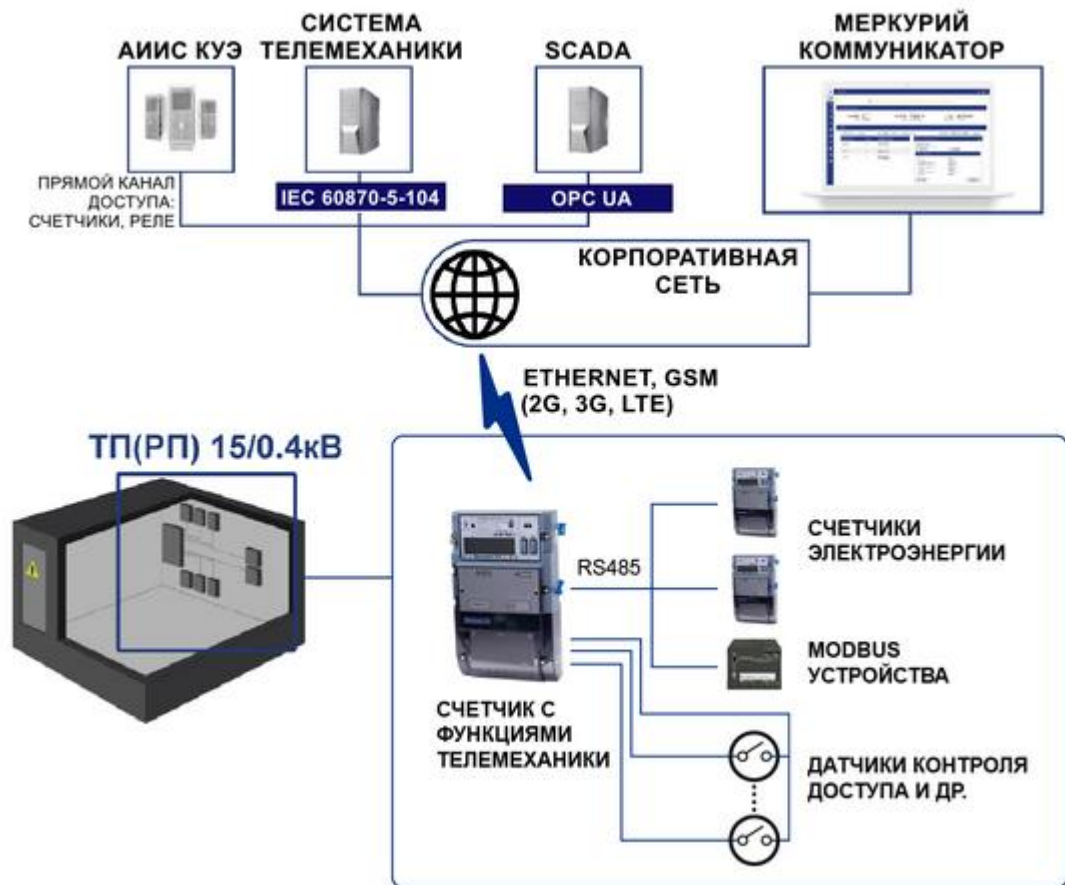 АИИС КУЭ
СИСТЕМА
ТЕЛЕМЕХАНИКИ
SCADA
МЕРКУРИЙ
КОММУНИКАТОР
ПРЯМОЙ КАНАЛ
ДОСТУПА:
СЧЕТЧИКИ, РЕЛЕ
IEC 60870-5-104
OPC UA
КОРПОРАТИВНАЯ
СЕТЬ
ETHERNET, GSM
(2G, 3G, LTE)
ТП(РП) 15/0.4кВ
RS485
СЧЕТЧИКИ
ЭЛЕКТРОЭНЕРГИИ
MODBUS
УСТРОЙСТВА
СЧЕТЧИК С
ФУНКЦИЯМИ
ТЕЛЕМЕХАНИКИ
ДАТЧИКИ КОНТРОЛЯ
ДОСТУПА И ДР.